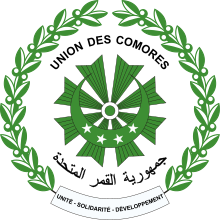 UNION DES COMORES
جمهورية القمر المتحدة
UNITÉ - SOLIDARITÉ - DÉVELOPPEMENT